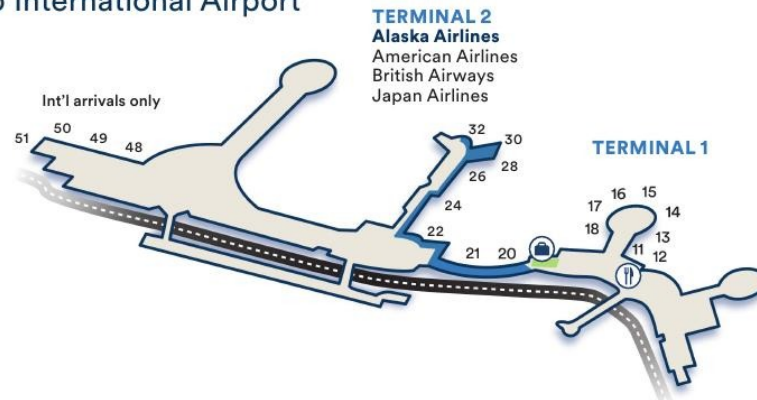 International Airport
TERMINAL 2
Alaska Airlines
American Airlines
British Airways
Japan Airlines
Int'l arrivals only
51
50
49
48
32
30
28
26
24
22
21
20
TERMINAL 1
17
16
15
14
18
13
11
12